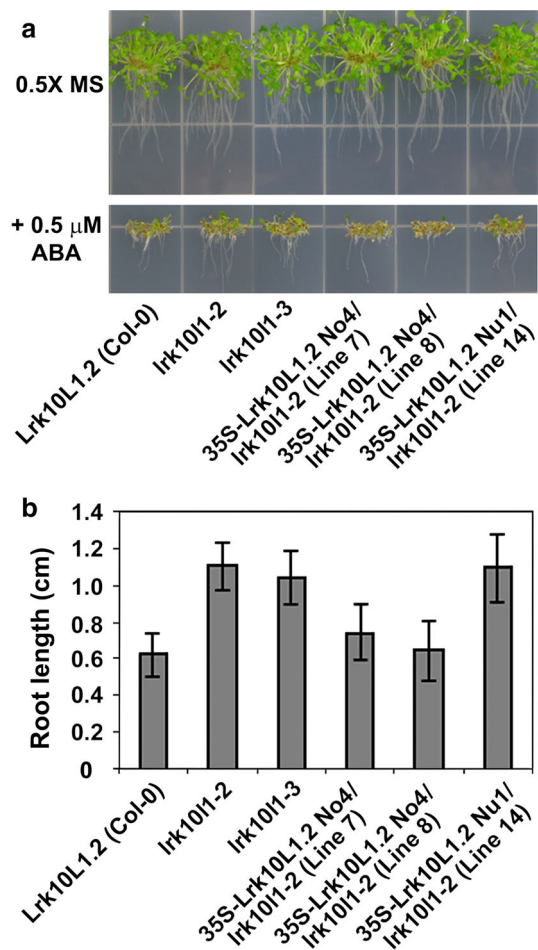 a
0.5X MS
+ 0.5 μM
ABA
Lrk10L1.2 (Col-0)
lrk10l1-2
lrk10l1-3
35S-Lrk10L1.2 No4/
lrk10l1-2 (Line 7)
35S-Lrk10L1.2 No4/
lrk10l1-2 (Line 8)
35S-Lrk10L1.2 Nu1/
lrk10l1-2 (Line 14)
b
Root length (cm)
1.4
1.2
1.0
0.8
0.6
0.4
0.2
0
Lrk10L1.2 (Col-0)
lrk10l1-2
lrk10l1-3
35S-Lrk10L1.2 No4/
lrk10l1-2 (Line 7)
35S-Lrk10L1.2 No4/
lrk10l1-2 (Line 8)
35S-Lrk10L1.2 Nu1/
lrk10l1-2 (Line 14)